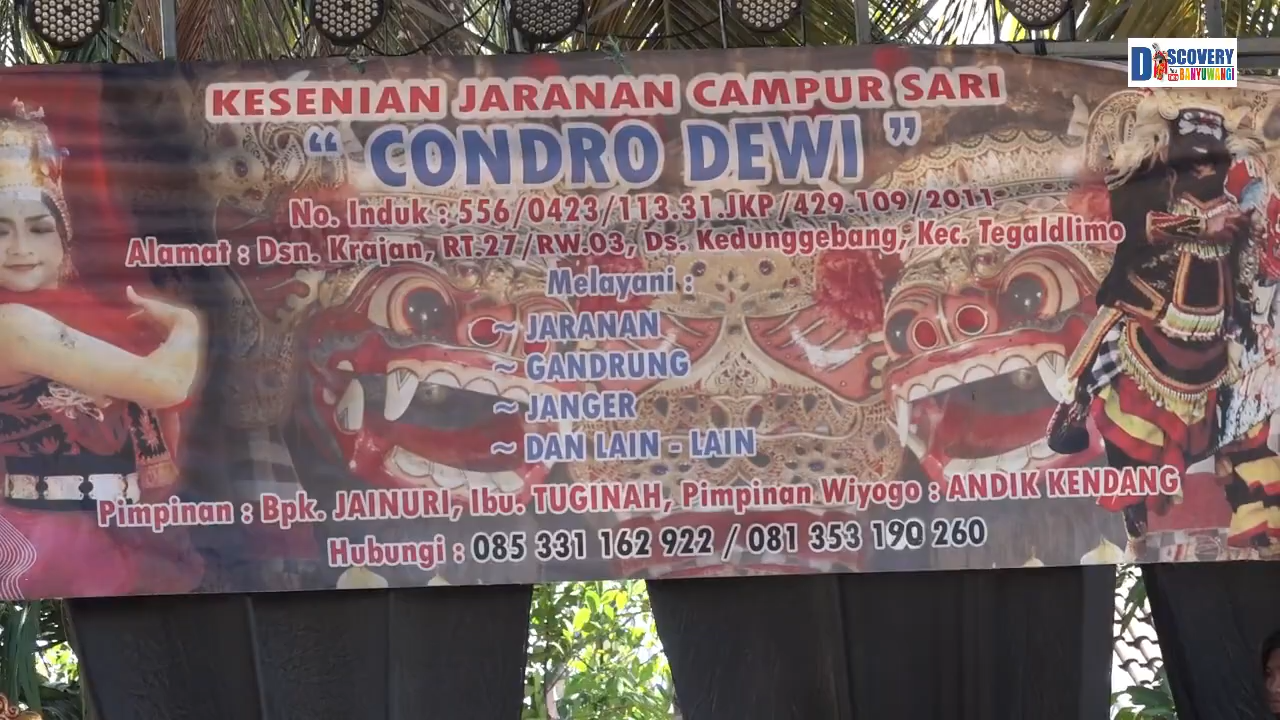 DISCOVERY
BANYUWANGI
KESENIAN JARANAN CAMPUR SARI
“ CONDRO DEWI ”
No. Induk : 556/0423/113.31.JKP/429.109/2011
Alamat : Dsn. Krajan, RT.27/RW.03, Ds. Kedunggebang, Kec. Tegaldlimo
Melayani :
~ JARANAN
~ GANDRUNG
~ JANGER
~ DAN LAIN - LAIN
Pimpinan : Bpk. JAINURI, Ibu. TUGINAH, Pimpinan Wiyogo : ANDIK KENDANG
Hubungi : 085 331 162 922 / 081 353 190 260